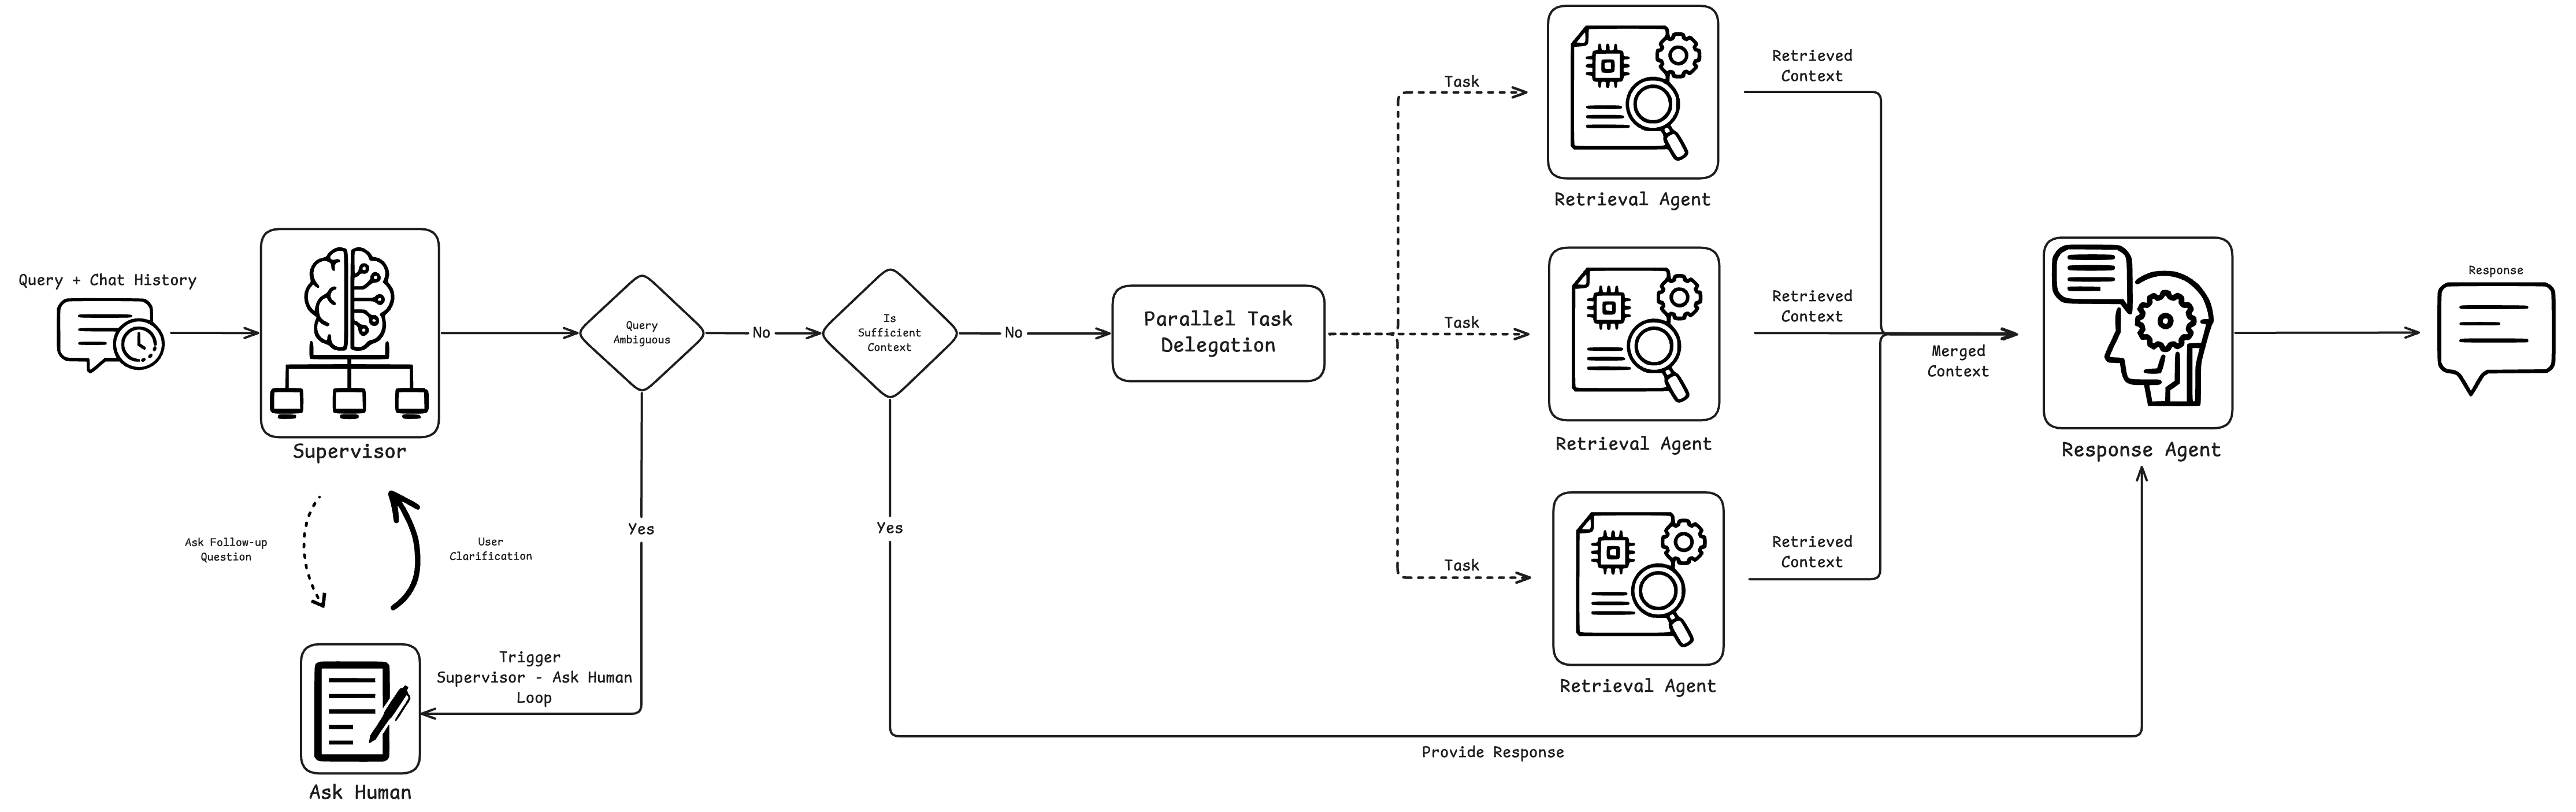 Query + Chat History
Supervisor
Ask Follow-up
Question
User
Clarification
Ask Human
Trigger
Supervisor - Ask Human
Loop
Query
Ambiguous
No
Yes
Is
Sufficient
Context
No
Yes
Parallel Task
Delegation
Task
Task
Task
Retrieval Agent
Retrieval Agent
Retrieval Agent
Retrieved
Context
Retrieved
Context
Retrieved
Context
Merged
Context
Provide Response
Response Agent
Response